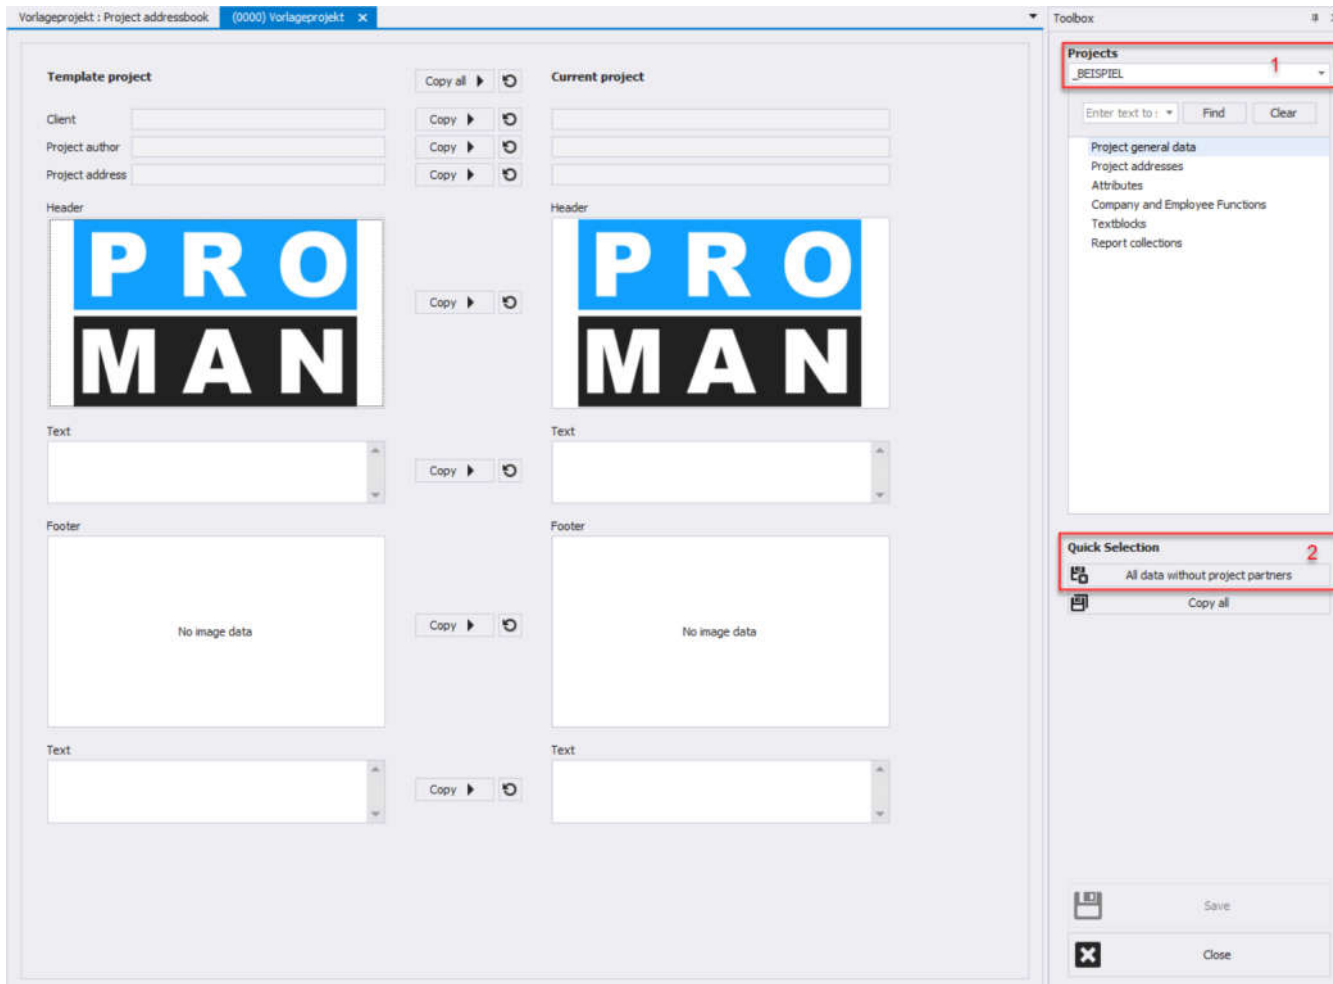 Vorlageprojekt : Project addressbook (0000) Vorlageprojekt
Template project Copy all Current project
Client Copy
Project author Copy
Project address Copy
Header Header
PRO PRO
Copy
MAN MAN
Text Text
Copy
Footer Footer
No image data Copy No image data
Text Text
Copy
Toolbox
Projects
_BEISPIEL 1
Enter text to Find Clear
Project general data
Project addresses
Attributes
Company and Employee Functions
Textblocks
Report collections
Quick Selection 2
All data without project partners
Copy all
Save
Close